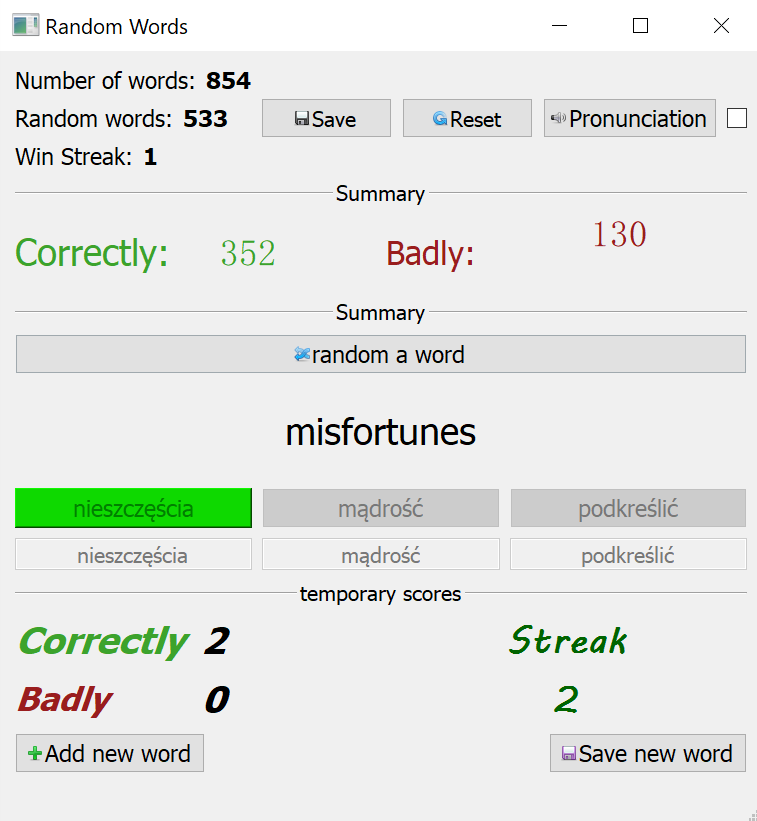 Random Words
Number of words: 854
Random words: 533 Save Reset Pronunciation
Win Streak: 1
Summary
Correctly: 352 Badly: 130
Summary
random a word
misfortunes
nieszczęścia mądrość podkreślić
nieszczęścia mądrość podkreślić
temporary scores
Correctly 2 Streak
Badly 0 2
Add new word Save new word